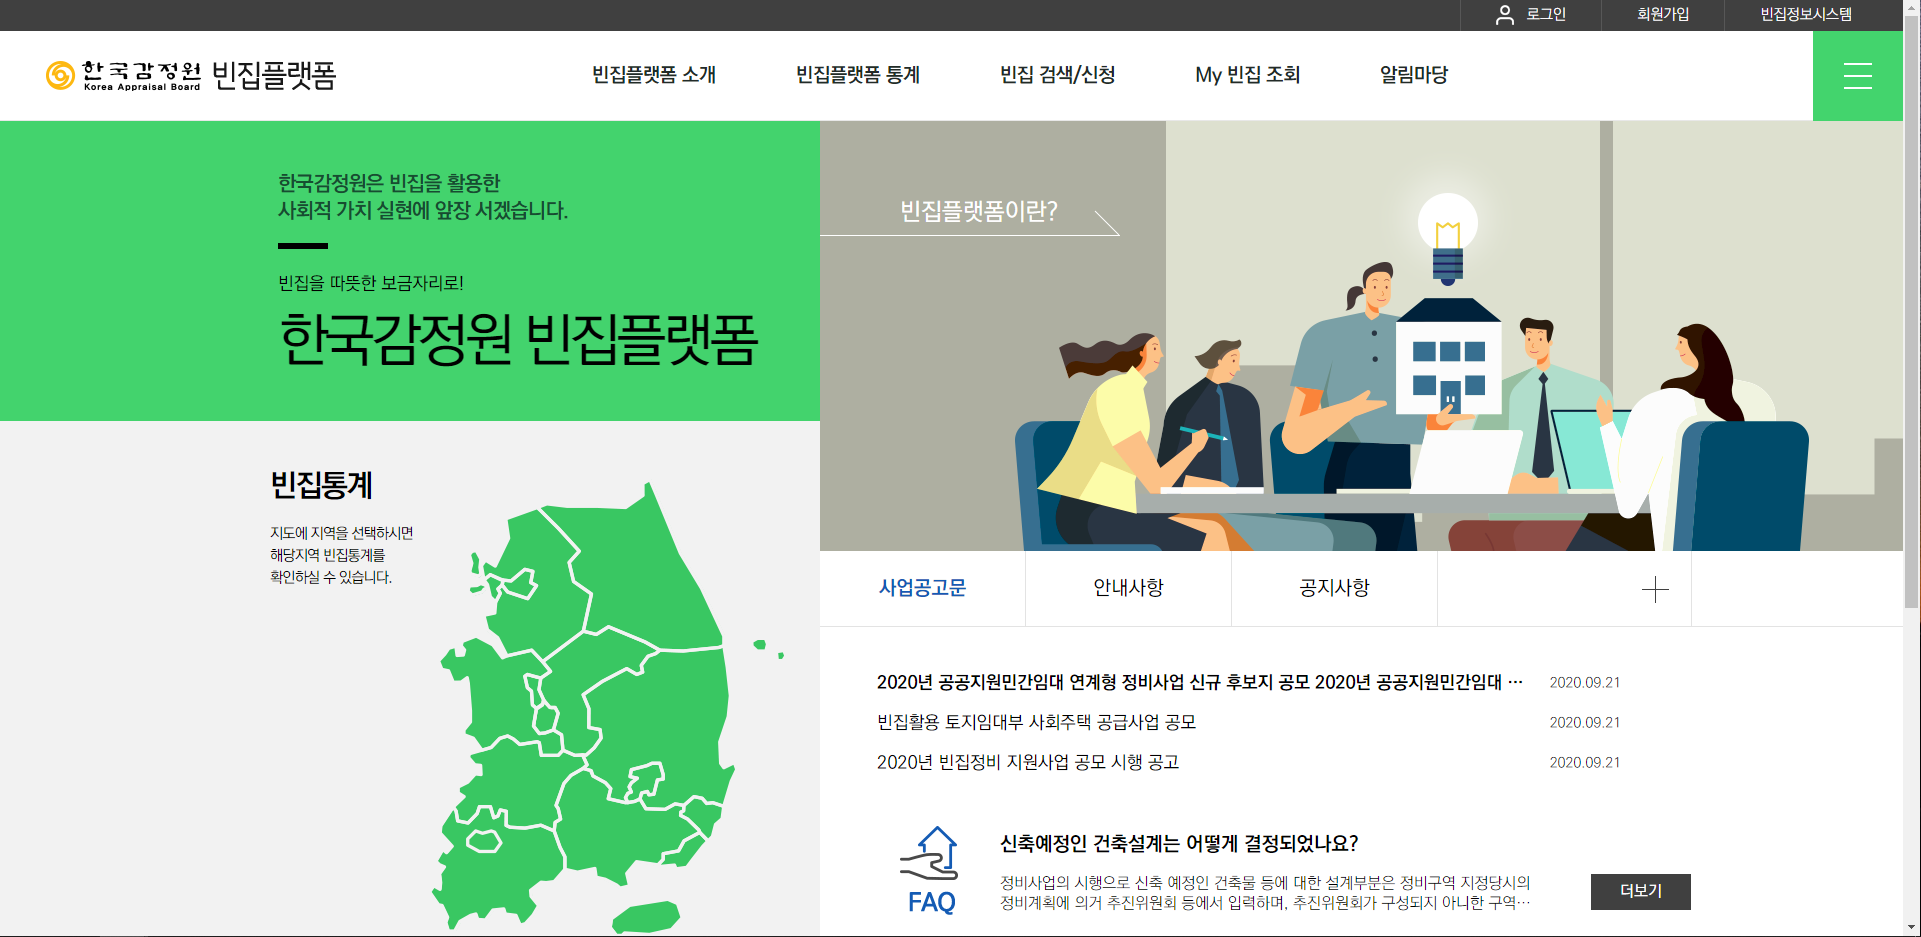 로그인
회원가입
빈집정보시스템
한국감정원 빈집플랫폼
Korea Appraisal Board
빈집플랫폼 소개
빈집플랫폼 통계
빈집 검색/신청
My 빈집 조회
알림마당
한국감정원은 빈집을 활용한
사회적 가치 실현에 앞장 서겠습니다.
빈집을 따뜻한 보금자리로!
한국감정원 빈집플랫폼
빈집플랫폼이란?
빈집통계
지도에 지역을 선택하시면
해당지역 빈집통계를
확인하실 수 있습니다.
사업공고문
안내사항
공지사항
2020년 공공지원민간임대 연계형 정비사업 신규 후보지 공모 2020년 공공지원민간임대 ··· 2020.09.21
빈집활용 토지임대부 사회주택 공급사업 공모 2020.09.21
2020년 빈집정비 지원사업 공모 시행 공고 2020.09.21
FAQ
신축예정인 건축설계는 어떻게 결정되었나요?
정비사업의 시행으로 신축 예정인 건축물 등에 대한 설계부분은 정비구역 지정당시의
정비계획에 의거 추진위원회 등에서 입력하며, 추진위원회가 구성되지 아니한 구역···
더보기